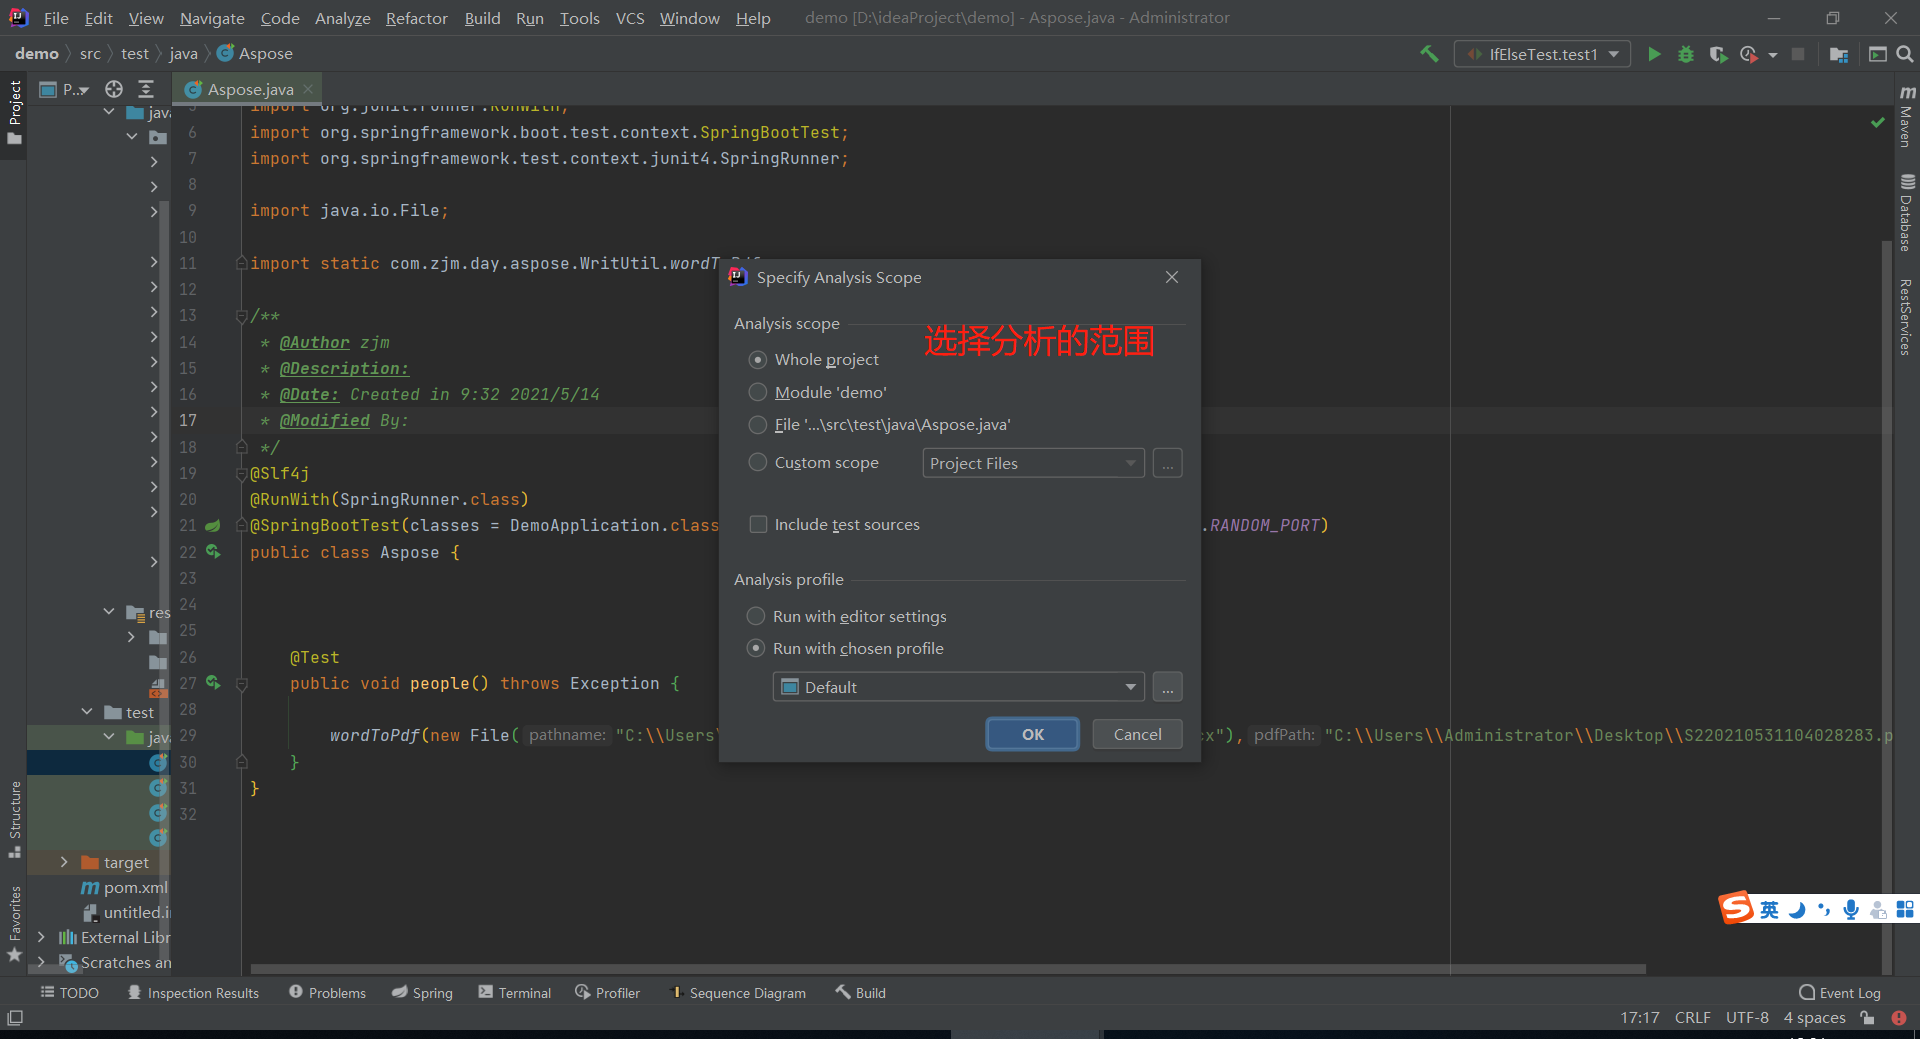 File Edit View Navigate Code Analyze Refactor Build Run Tools VCS Window Help demo [D:\ideaProject\demo] - Aspose.java - Administrator
demo src test java Aspose IfElseTest.test1
Project P... Aspose.java
java
import org.junit.runner.RunWith;
6 import org.springframework.boot.test.context.SpringBootTest;
7 import org.springframework.test.context.junit4.SpringRunner;
8
9 import java.io.File;
10
11 import static com.zjm.day.aspose.WritUtil.wordT
12
13 /**
14 * @Author zjm
15 * @Description:
16 * @Date: Created in 9:32 2021/5/14
17 * @Modified By:
18 */
19 @Slf4j
20 @RunWith(SpringRunner.class)
21 @SpringBootTest(classes = DemoApplication.class .RANDOM_PORT)
22 public class Aspose {
23
24
25
26 @Test
27 public void people() throws Exception {
28
29 wordToPdf(new File( pathname: "C:\\Users\ cx"), pdfPath: "C:\\Users\\Administrator\\Desktop\\S220210531104028283.p
30 }
31 }
32
res
test
java
target
pom.xml
untitled.i
External Libr
Scratches an
Structure
Favorites
Maven
Database
RestServices
Specify Analysis Scope
Analysis scope
选择分析的范围
Whole project
Module 'demo'
File '...\src\test\java\Aspose.java'
Custom scope Project Files ...
Include test sources
Analysis profile
Run with editor settings
Run with chosen profile
Default ...
OK Cancel
英
TODO Inspection Results Problems Spring Terminal Profiler Sequence Diagram Build Event Log
17:17 CRLF UTF-8 4 spaces